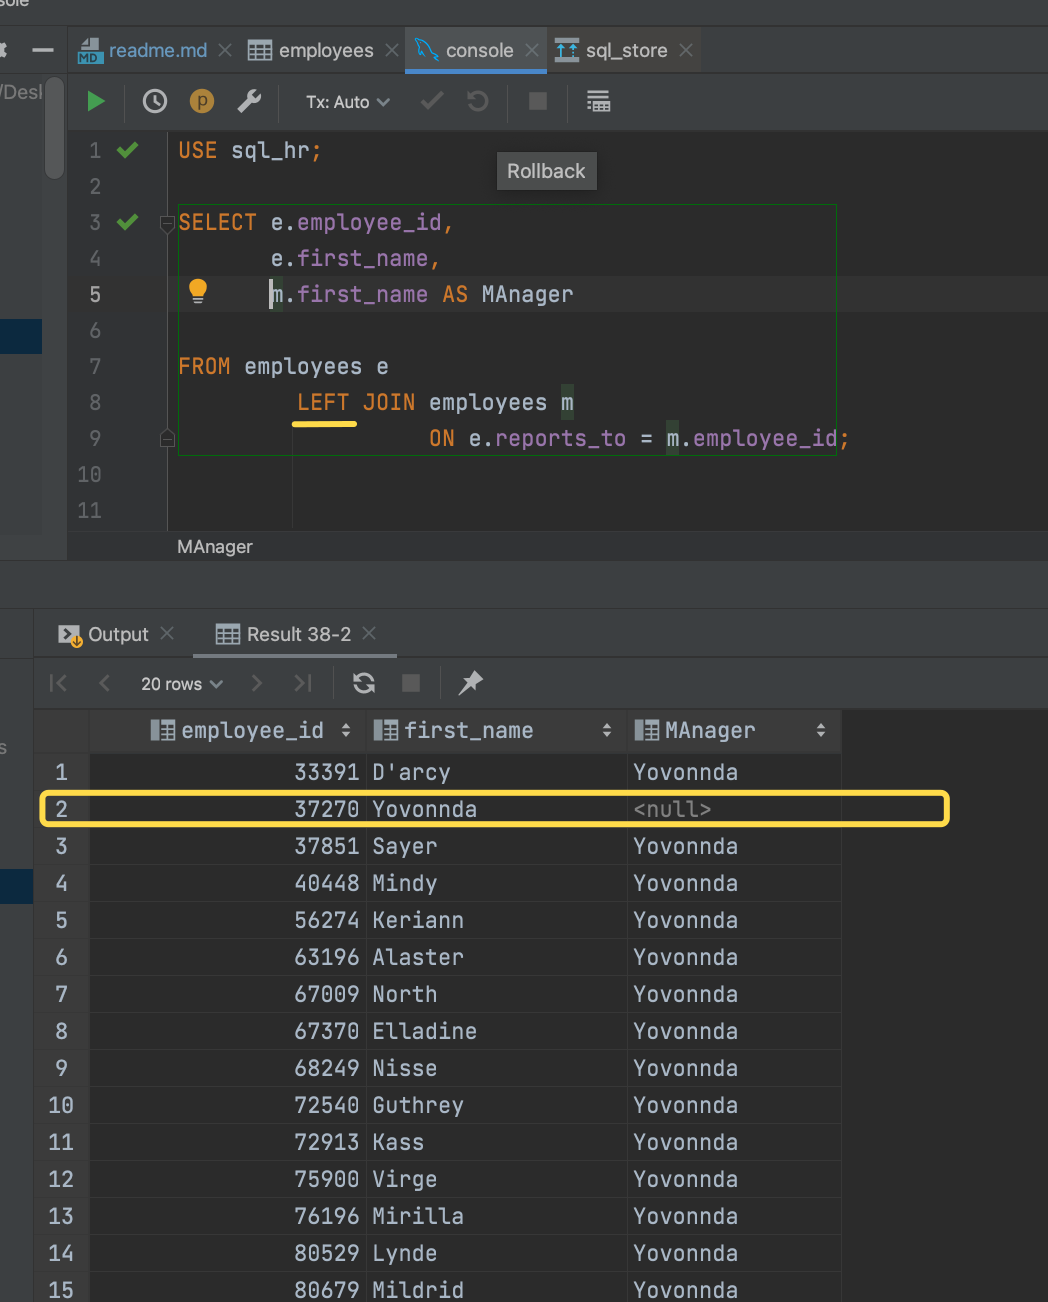 sole
readme.md
employees
console
sql_store
/Desl
Tx: Auto
1 USE sql_hr;
2
Rollback
3 SELECT e.employee_id,
4 e.first_name,
5 m.first_name AS MAnager
6
7 FROM employees e
8 LEFT JOIN employees m
9 ON e.reports_to = m.employee_id;
10
11
MAnager
Output
Result 38-2
20 rows
s
employee_id first_name MAnager
1 33391 D'arcy Yovonnda
2 37270 Yovonnda <null>
3 37851 Sayer Yovonnda
4 40448 Mindy Yovonnda
5 56274 Keriann Yovonnda
6 63196 Alaster Yovonnda
7 67009 North Yovonnda
8 67370 Elladine Yovonnda
9 68249 Nisse Yovonnda
10 72540 Guthrey Yovonnda
11 72913 Kass Yovonnda
12 75900 Virge Yovonnda
13 76196 Mirilla Yovonnda
14 80529 Lynde Yovonnda
15 80679 Mildrid Yovonnda